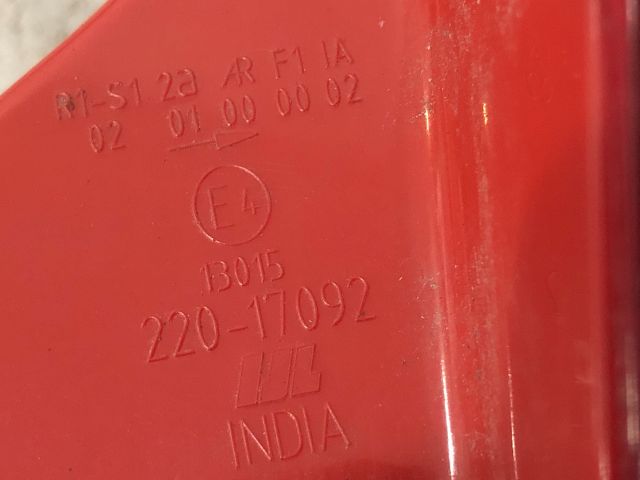 R1-S1 2a AR F1 IA
02 01 00 00 02
E4
13015
220-17092
INDIA